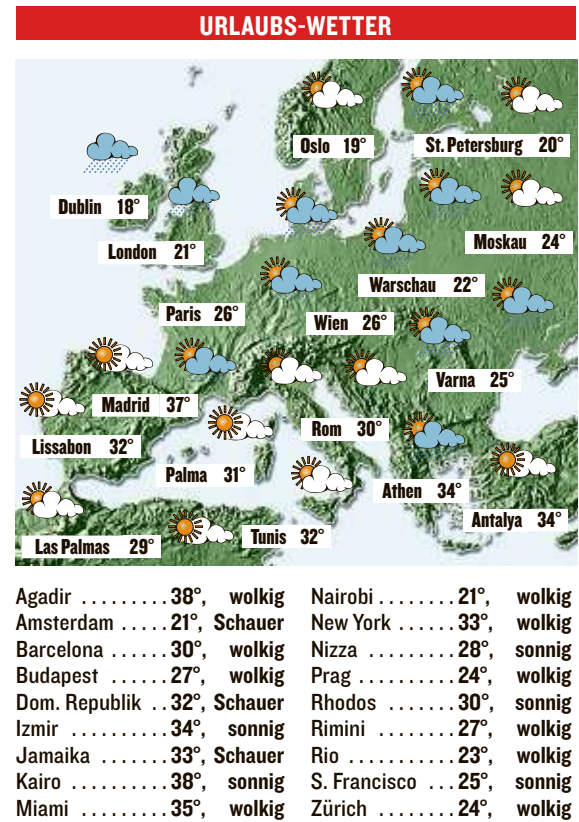 URLAUBS-WETTER
Oslo 19°
St. Petersburg 20°
Dublin 18°
London 21°
Moskau 24°
Warschau 22°
Paris 26°
Wien 26°
Varna 25°
Madrid 37°
Rom 30°
Lissabon 32°
Palma 31°
Athen 34°
Antalya 34°
Las Palmas 29°
Tunis 32°
Agadir ......... 38°, wolkig
Amsterdam ..... 21°, Schauer
Barcelona ...... 30°, wolkig
Budapest ...... 27°, wolkig
Dom. Republik .. 32°, Schauer
Izmir .......... 34°, sonnig
Jamaika ....... 33°, Schauer
Kairo .......... 38°, sonnig
Miami ......... 35°, wolkig
Nairobi ........ 21°, wolkig
New York ...... 33°, wolkig
Nizza ......... 28°, sonnig
Prag .......... 24°, wolkig
Rhodos ....... 30°, sonnig
Rimini ........ 27°, wolkig
Rio ........... 23°, wolkig
S. Francisco ... 25°, sonnig
Zürich ........ 24°, wolkig